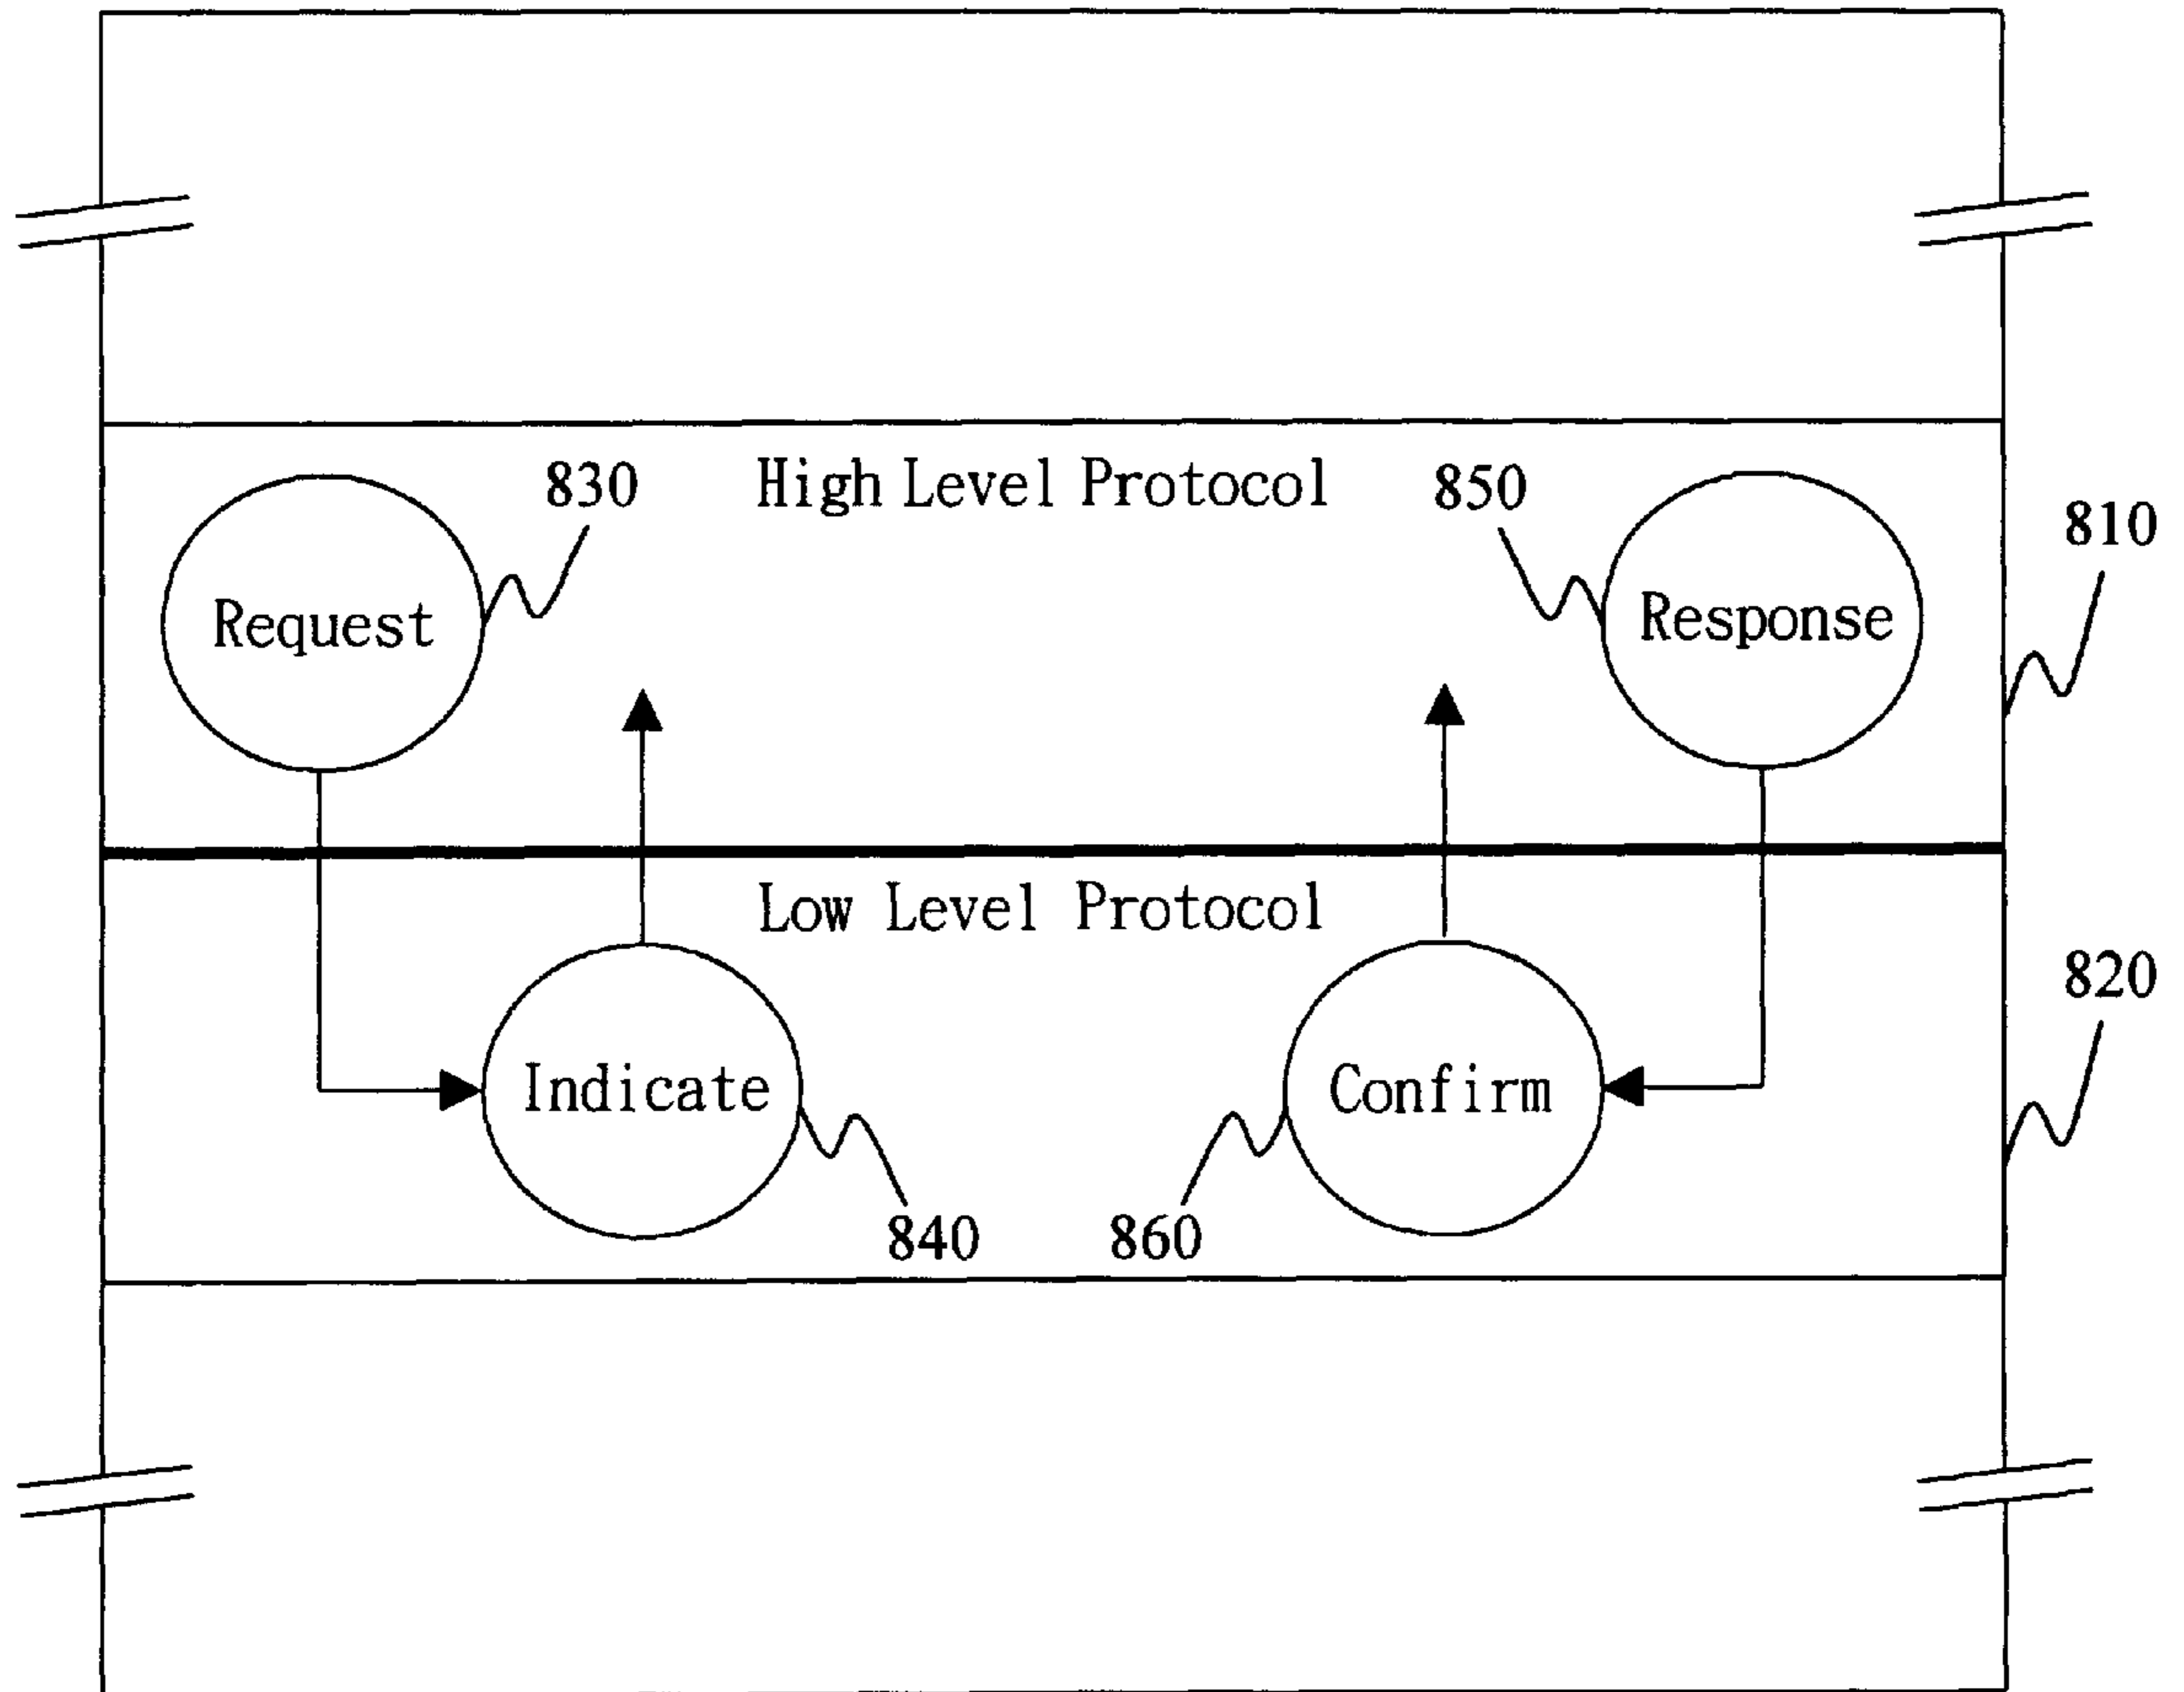 830
High Level Protocol
850
810
Request
Response
Low Level Protocol
820
Indicate
Confirm
840
860